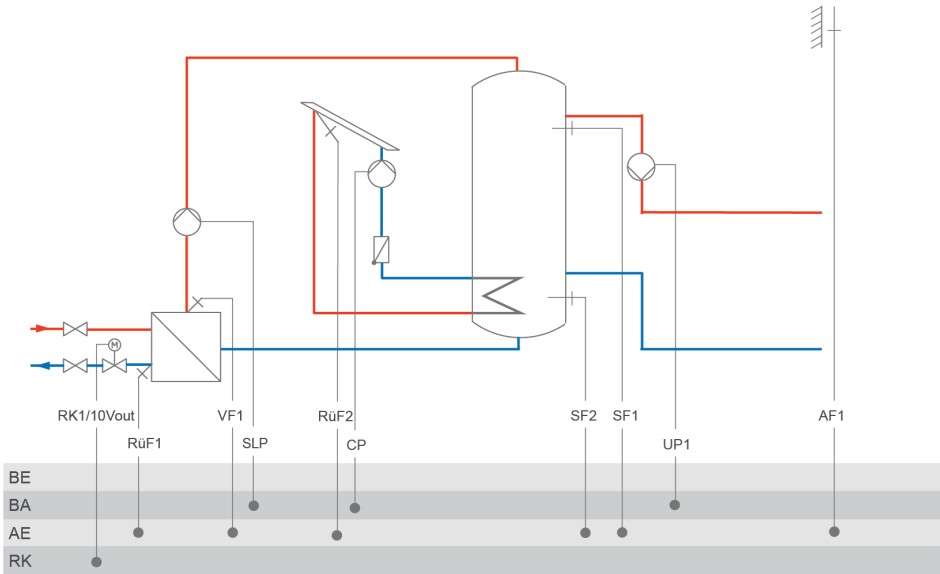 M
RK1/10Vout
VF1
RüF2
SF2
SF1
AF1
RüF1
SLP
CP
UP1
BE
BA
AE
RK